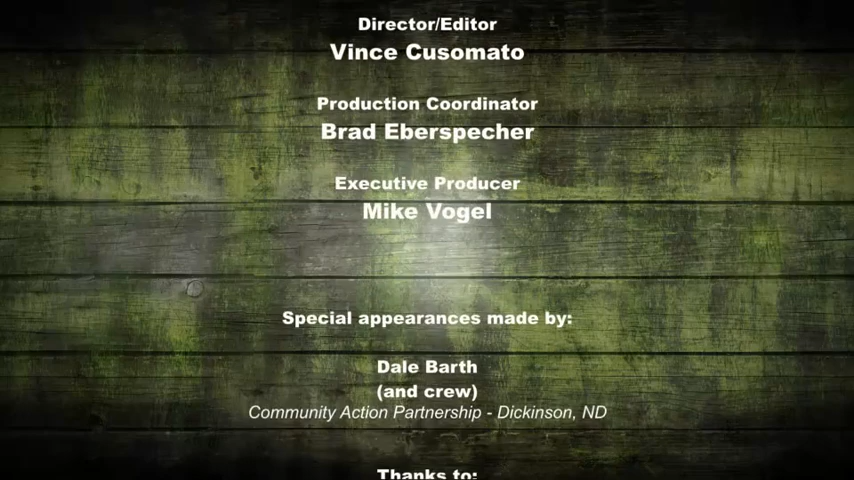 Director/Editor
Vince Cusomato
Production Coordinator
Brad Eberspecher
Executive Producer
Mike Vogel
Special appearances made by:
Dale Barth
(and crew)
Community Action Partnership - Dickinson, ND
Thanks to: